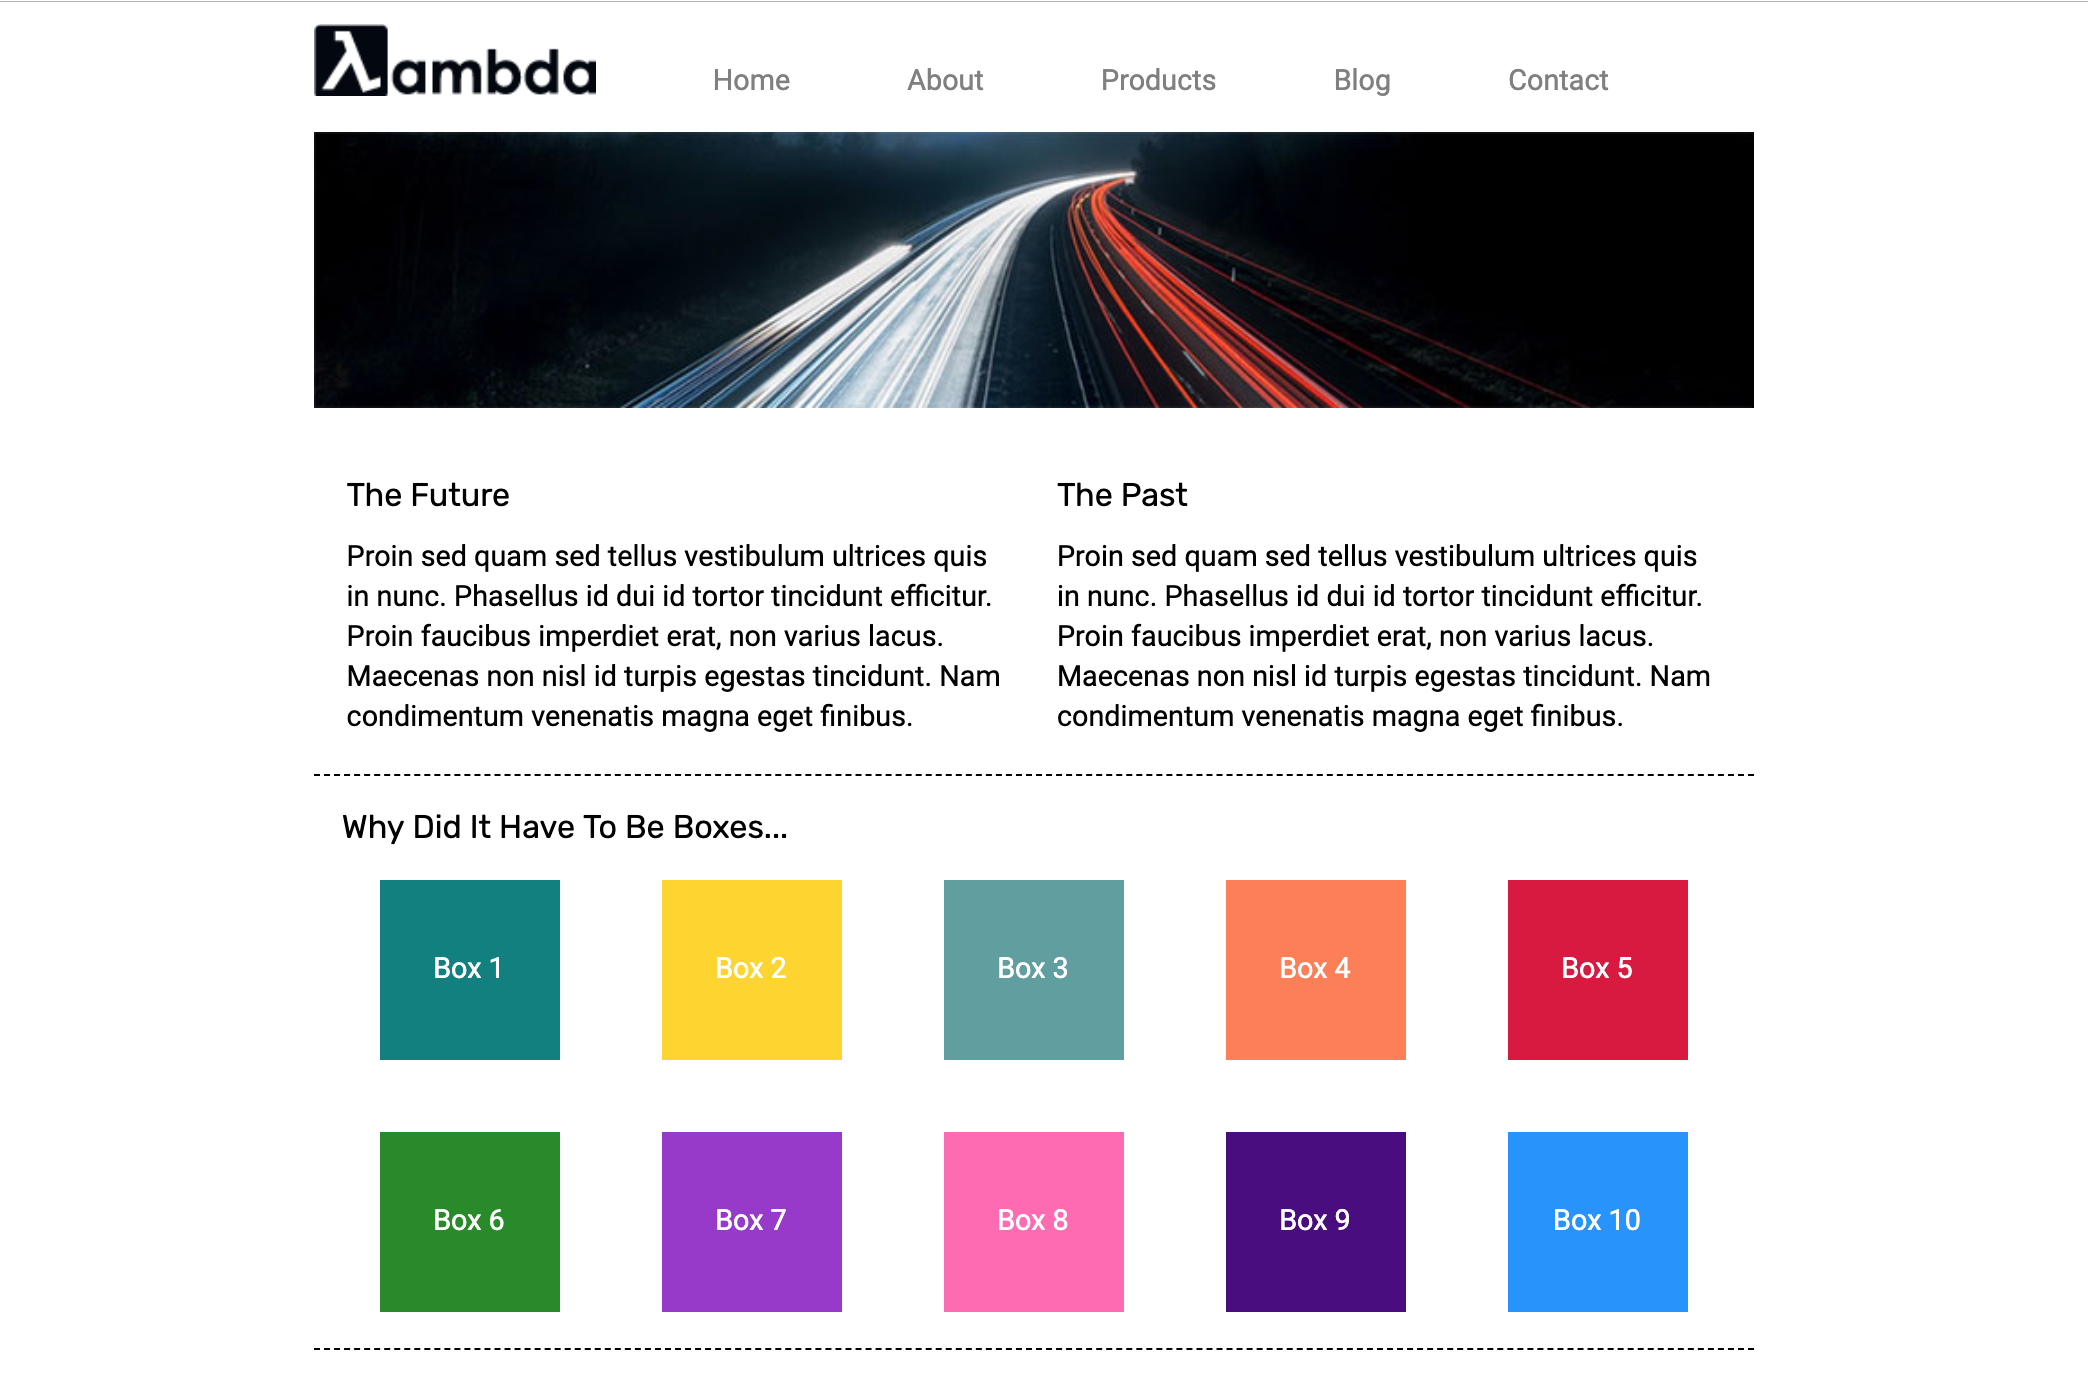 λambda
Home About Products Blog Contact
The Future
Proin sed quam sed tellus vestibulum ultrices quis
in nunc. Phasellus id dui id tortor tincidunt efficitur.
Proin faucibus imperdiet erat, non varius lacus.
Maecenas non nisl id turpis egestas tincidunt. Nam
condimentum venenatis magna eget finibus.
The Past
Proin sed quam sed tellus vestibulum ultrices quis
in nunc. Phasellus id dui id tortor tincidunt efficitur.
Proin faucibus imperdiet erat, non varius lacus.
Maecenas non nisl id turpis egestas tincidunt. Nam
condimentum venenatis magna eget finibus.
Why Did It Have To Be Boxes...
Box 1 Box 2 Box 3 Box 4 Box 5
Box 6 Box 7 Box 8 Box 9 Box 10